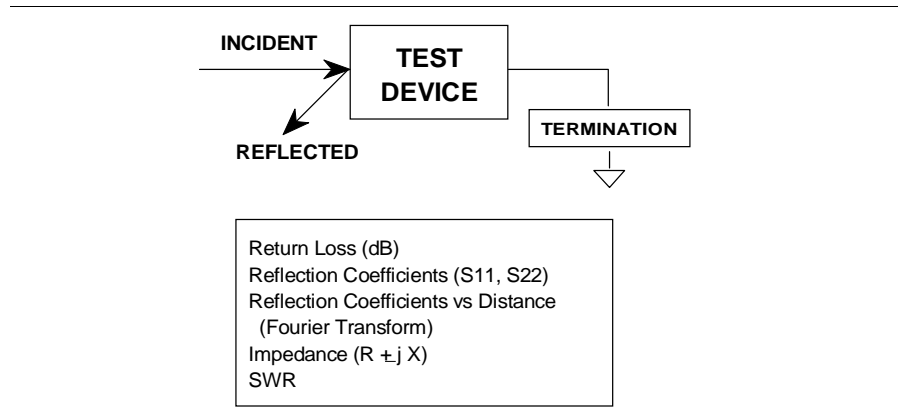 INCIDENT
TEST
DEVICE
REFLECTED
TERMINATION
Return Loss (dB)
Reflection Coefficients (S11, S22)
Reflection Coefficients vs Distance
(Fourier Transform)
Impedance (R ± j X)
SWR